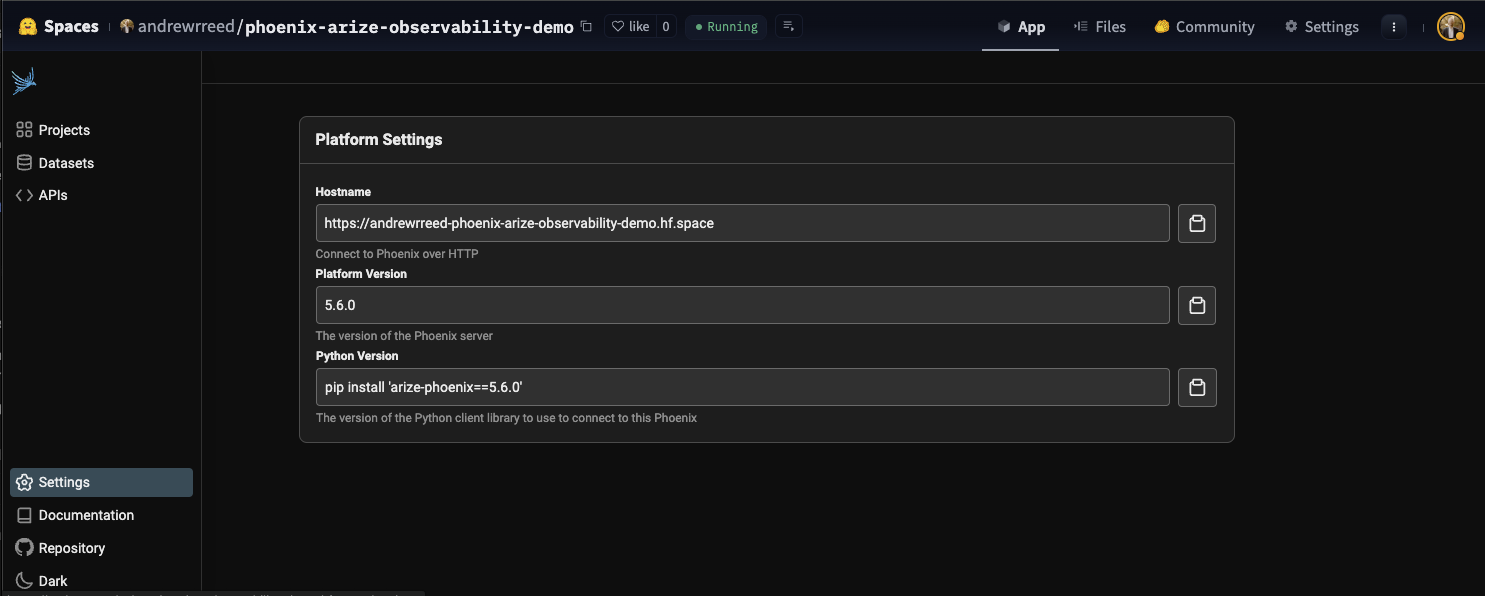 Spaces andrewrreed/phoenix-arize-observability-demo like 0 Running App Files Community Settings
Projects
Datasets
APIs
Platform Settings
Hostname
https://andrewrreed-phoenix-arize-observability-demo.hf.space
Connect to Phoenix over HTTP
Platform Version
5.6.0
The version of the Phoenix server
Python Version
pip install 'arize-phoenix==5.6.0'
The version of the Python client library to use to connect to this Phoenix
Settings
Documentation
Repository
Dark